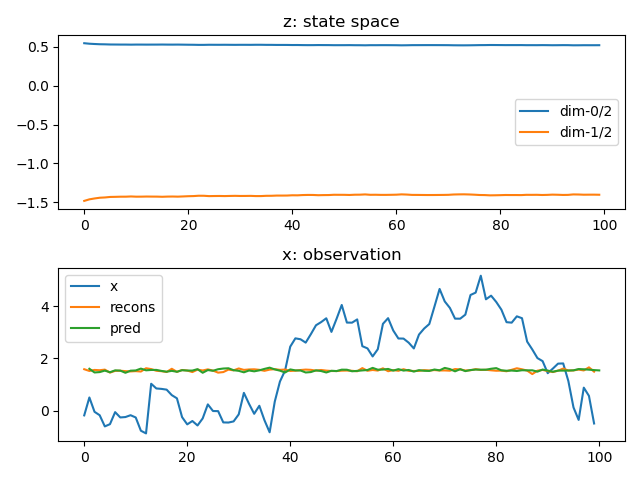 z: state space
0.5
0.0
−0.5
−1.0
−1.5
dim-0/2
dim-1/2
0 20 40 60 80 100
x: observation
x
recons
pred
4
2
0
0 20 40 60 80 100